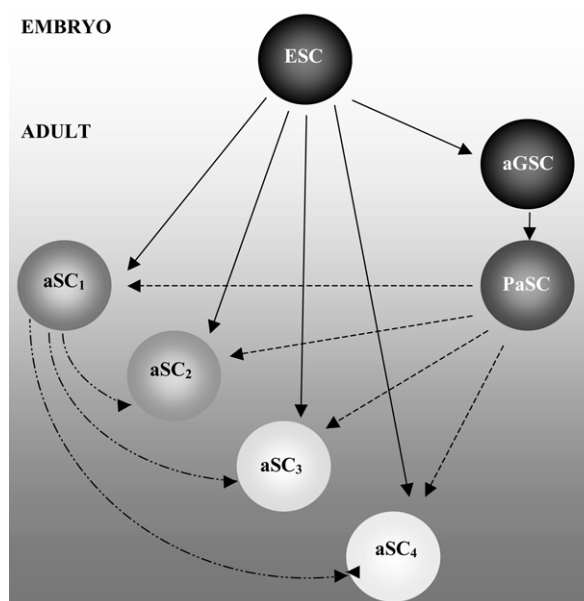 EMBRYO
ESC
ADULT
aGSC
aSC₁
PaSC
aSC₂
aSC₃
aSC₄